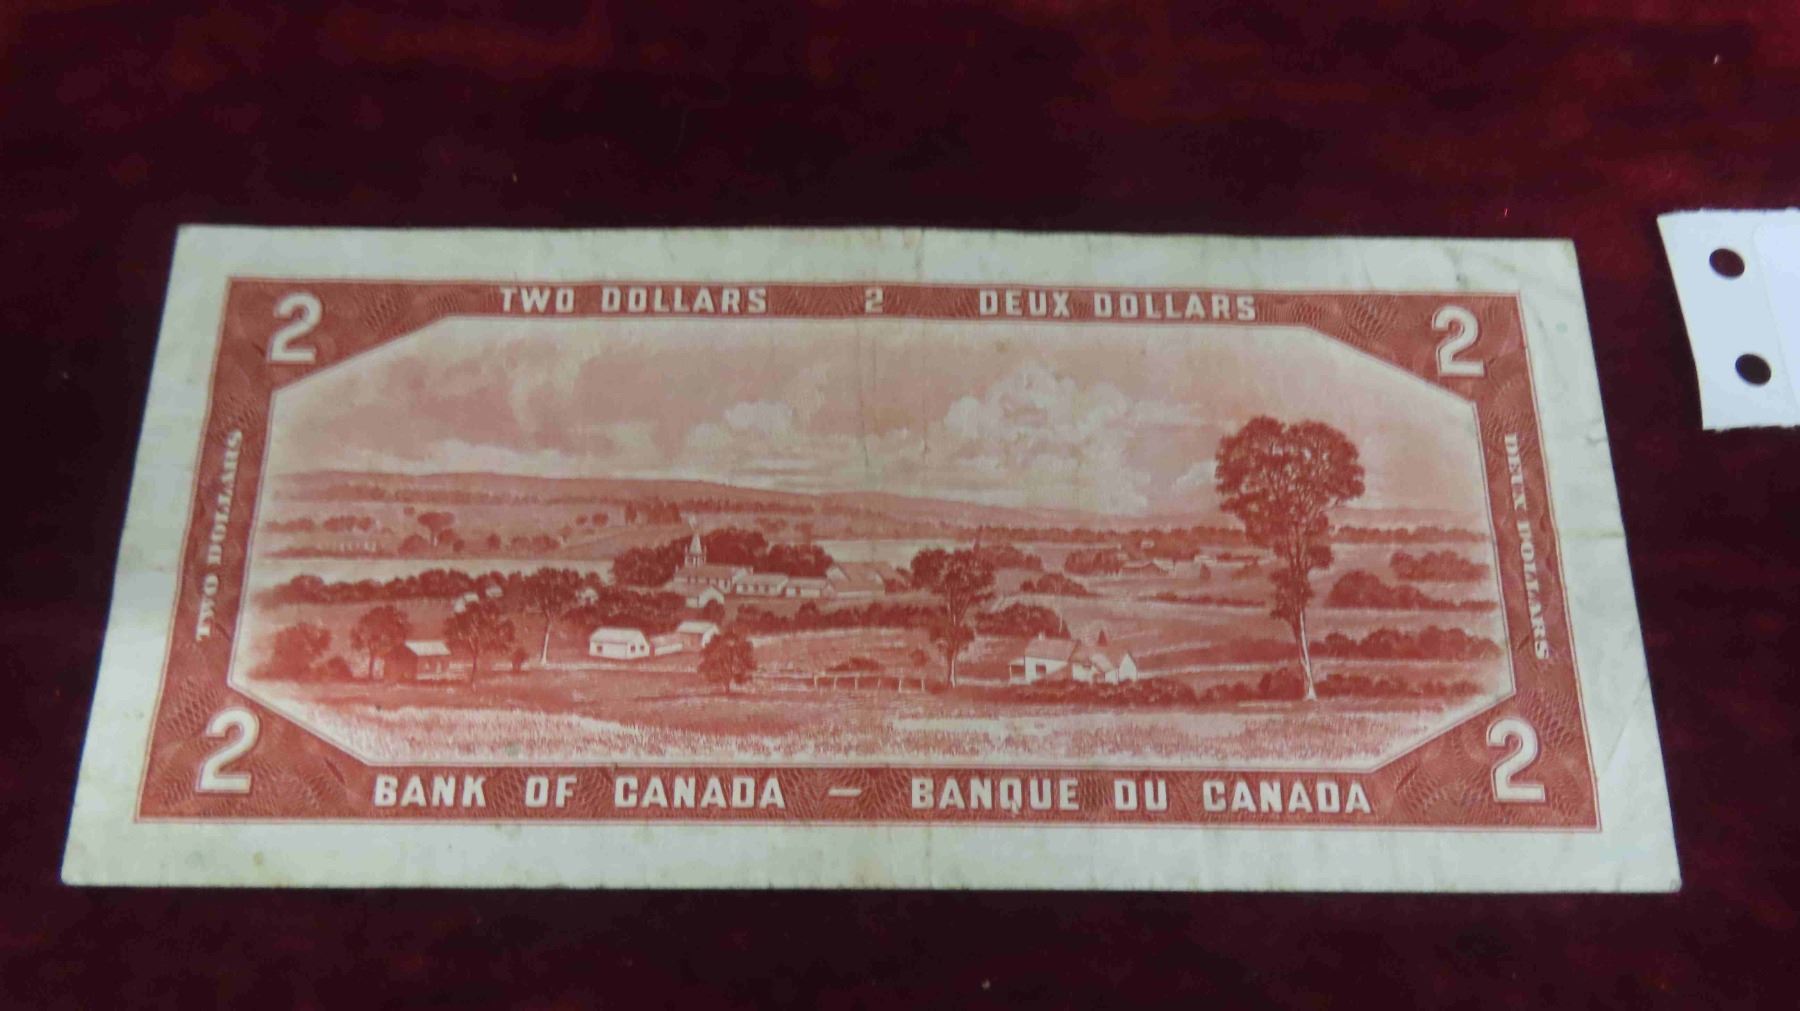 2 TWO DOLLARS 2 DEUX DOLLARS 2
TWO DOLLARS
DEUX DOLLARS
2 BANK OF CANADA — BANQUE DU CANADA 2